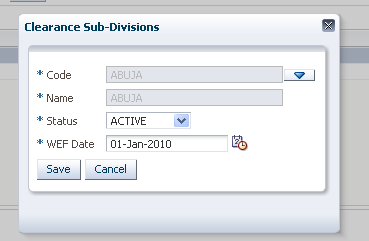 Clearance Sub-Divisions
* Code ABUJA
* Name ABUJA
* Status ACTIVE
* WEF Date 01-Jan-2010
Save Cancel